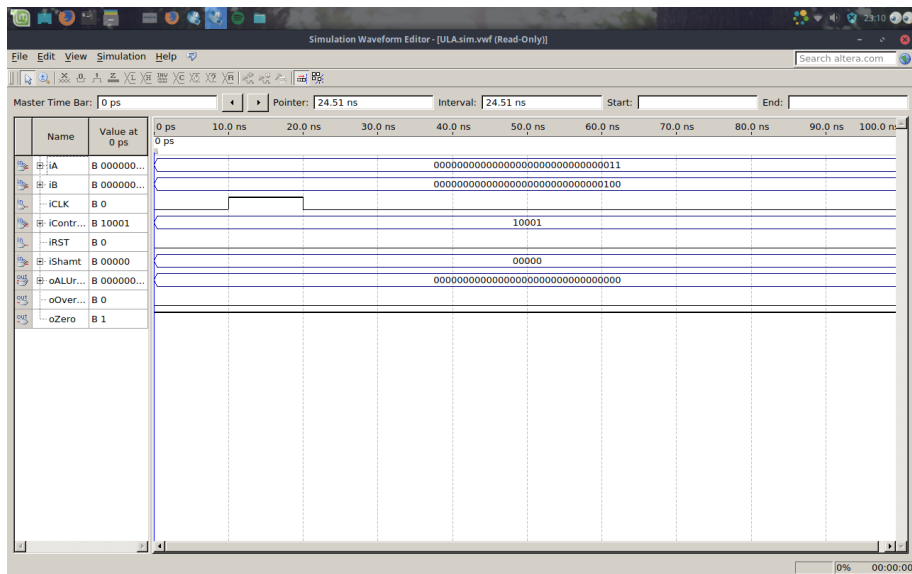 23:10
Simulation Waveform Editor - [ULA.sim.vwf (Read-Only)]
File Edit View Simulation Help
Search altera.com
Master Time Bar: 0 ps Pointer: 24.51 ns Interval: 24.51 ns Start: End:
Name Value at 0 ps 0 ps 10.0 ns 20.0 ns 30.0 ns 40.0 ns 50.0 ns 60.0 ns 70.0 ns 80.0 ns 90.0 ns 100.0 ns
0 ps
iA B 000000... 00000000000000000000000000000011
iB B 000000... 00000000000000000000000000000100
iCLK B 0
iContr... B 10001 10001
iRST B 0
iShamt B 00000 00000
oALUr... B 000000... 00000000000000000000000000000000
oOver... B 0
oZero B 1
0% 00:00:00